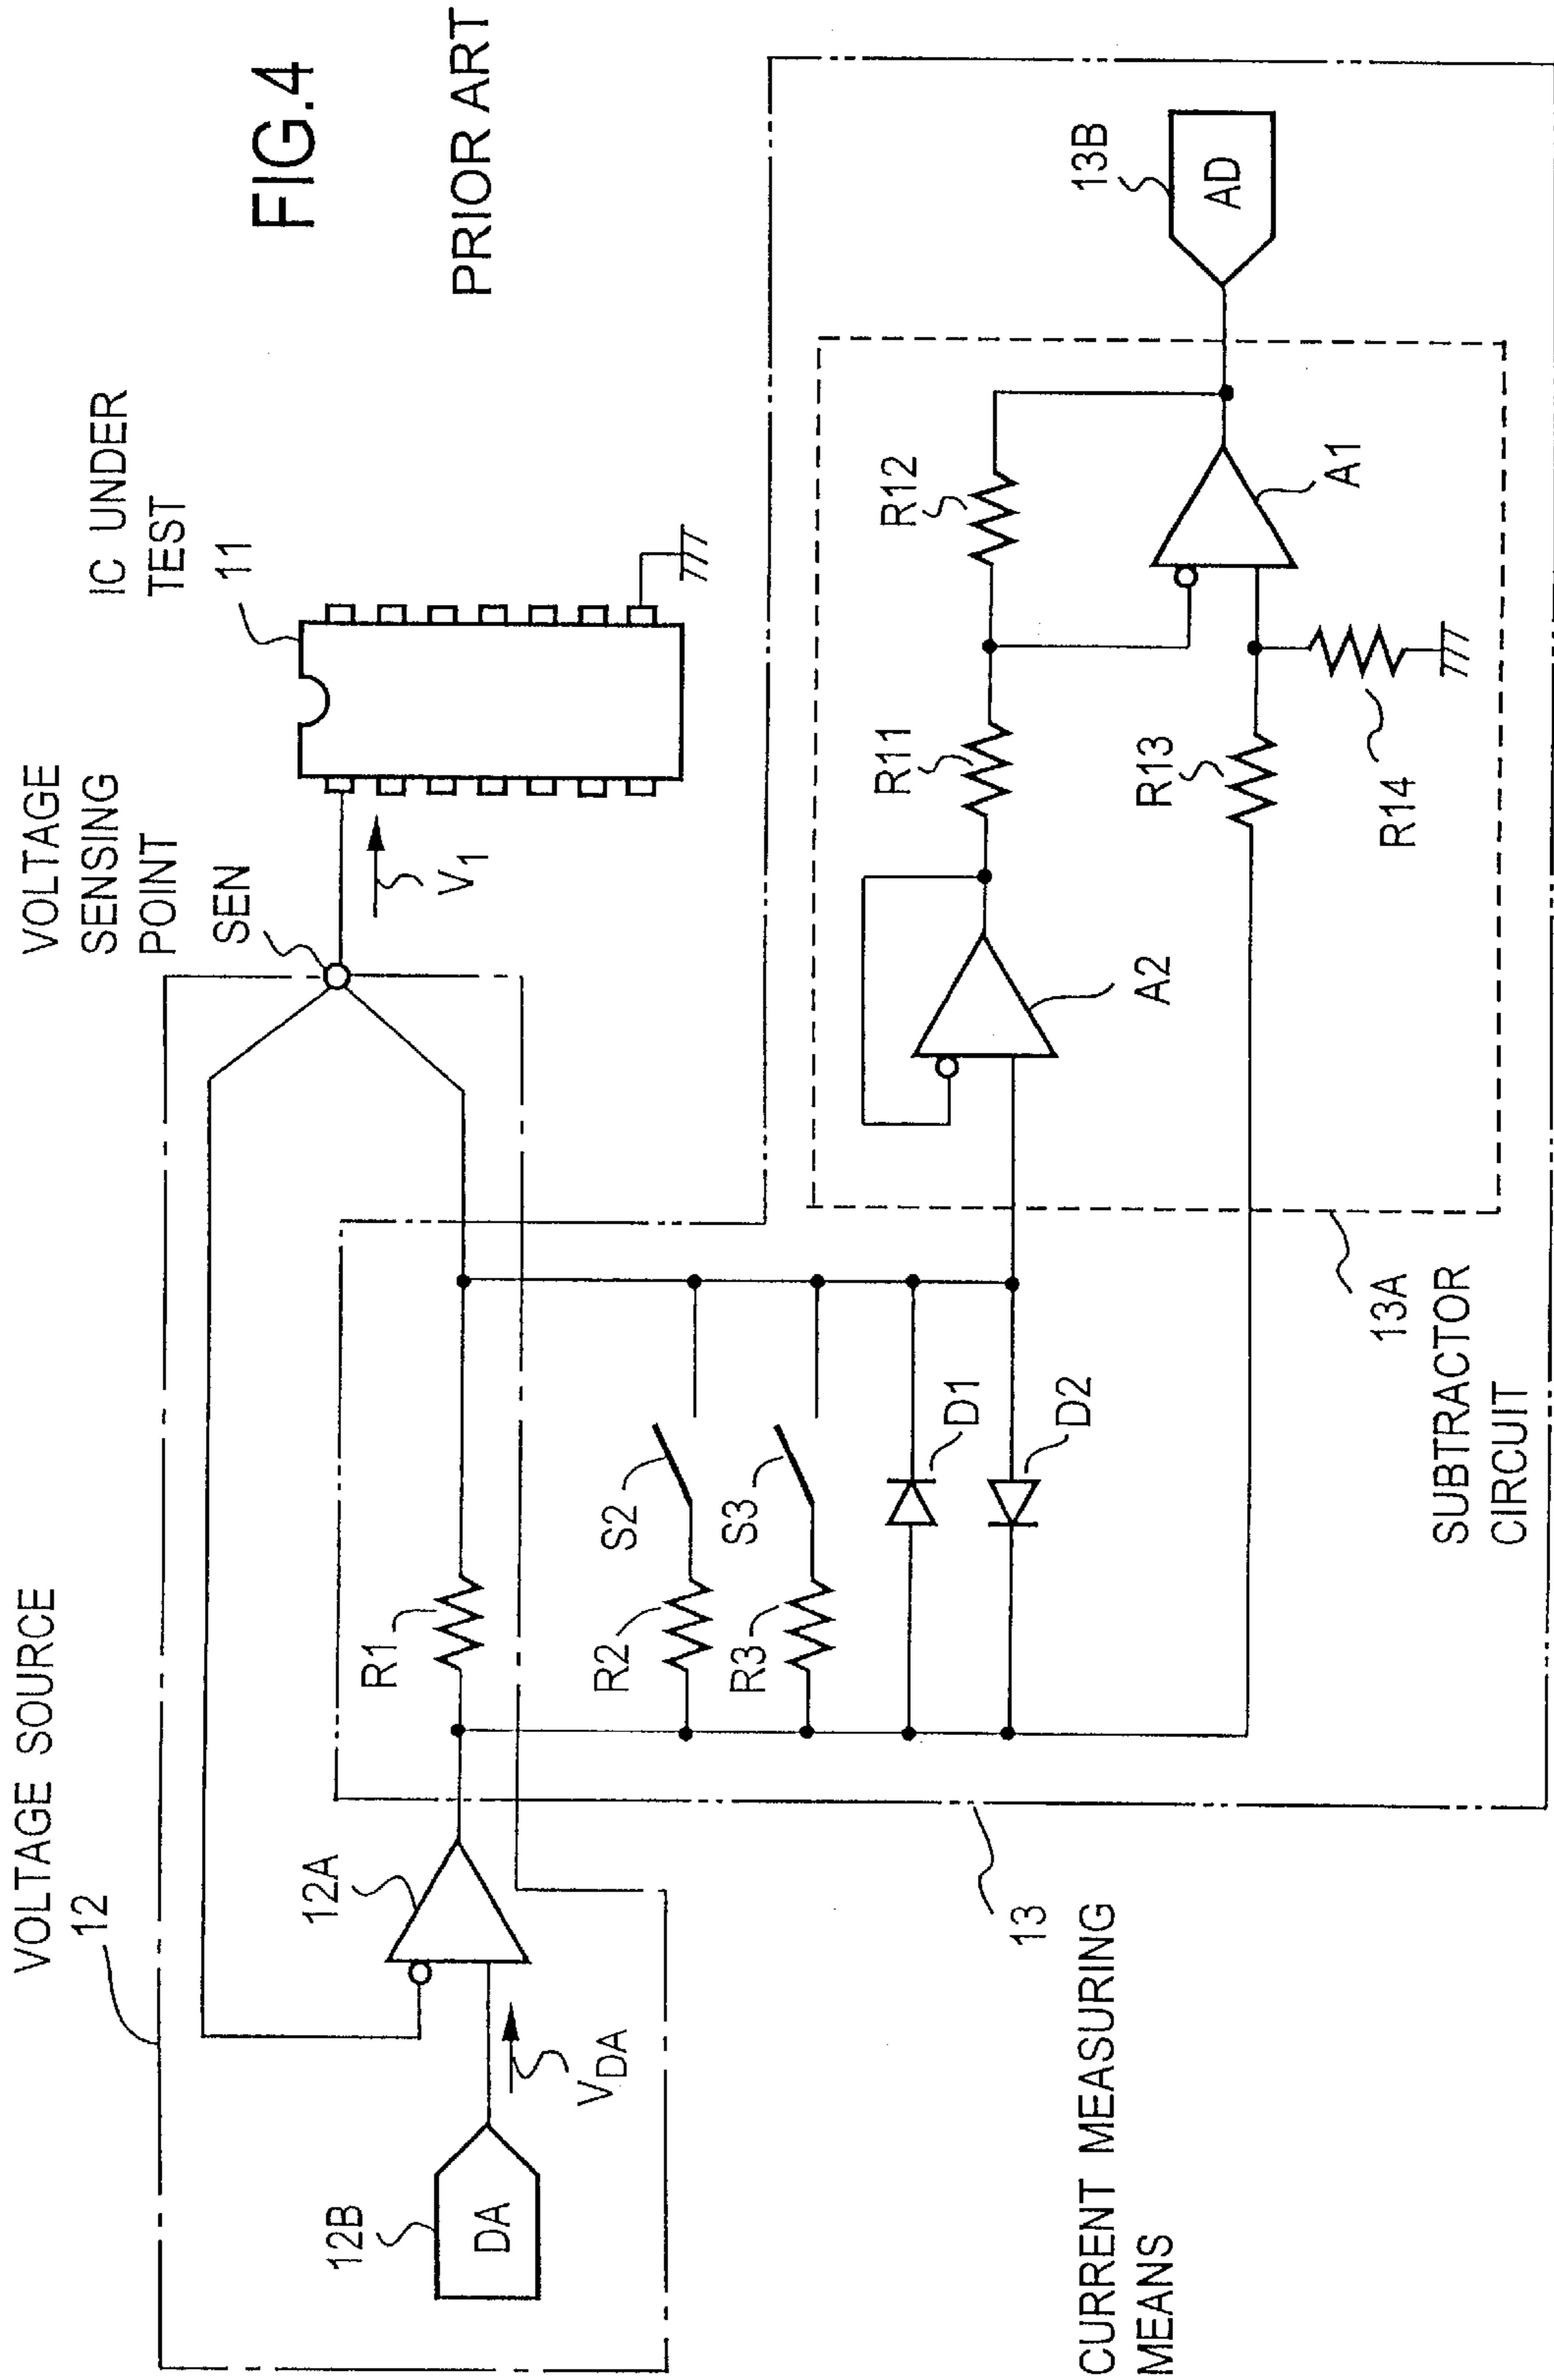 FIG.4
PRIOR ART
VOLTAGE SOURCE
12
VOLTAGE
SENSING
POINT
SEN
IC UNDER
TEST
11
V1
12B
DA
VDA
12A
R1
R2
S2
R3
S3
D1
D2
A2
R11
R12
R13
R14
A1
13B
AD
13
CURRENT MEASURING
MEANS
13A
SUBTRACTOR
CIRCUIT